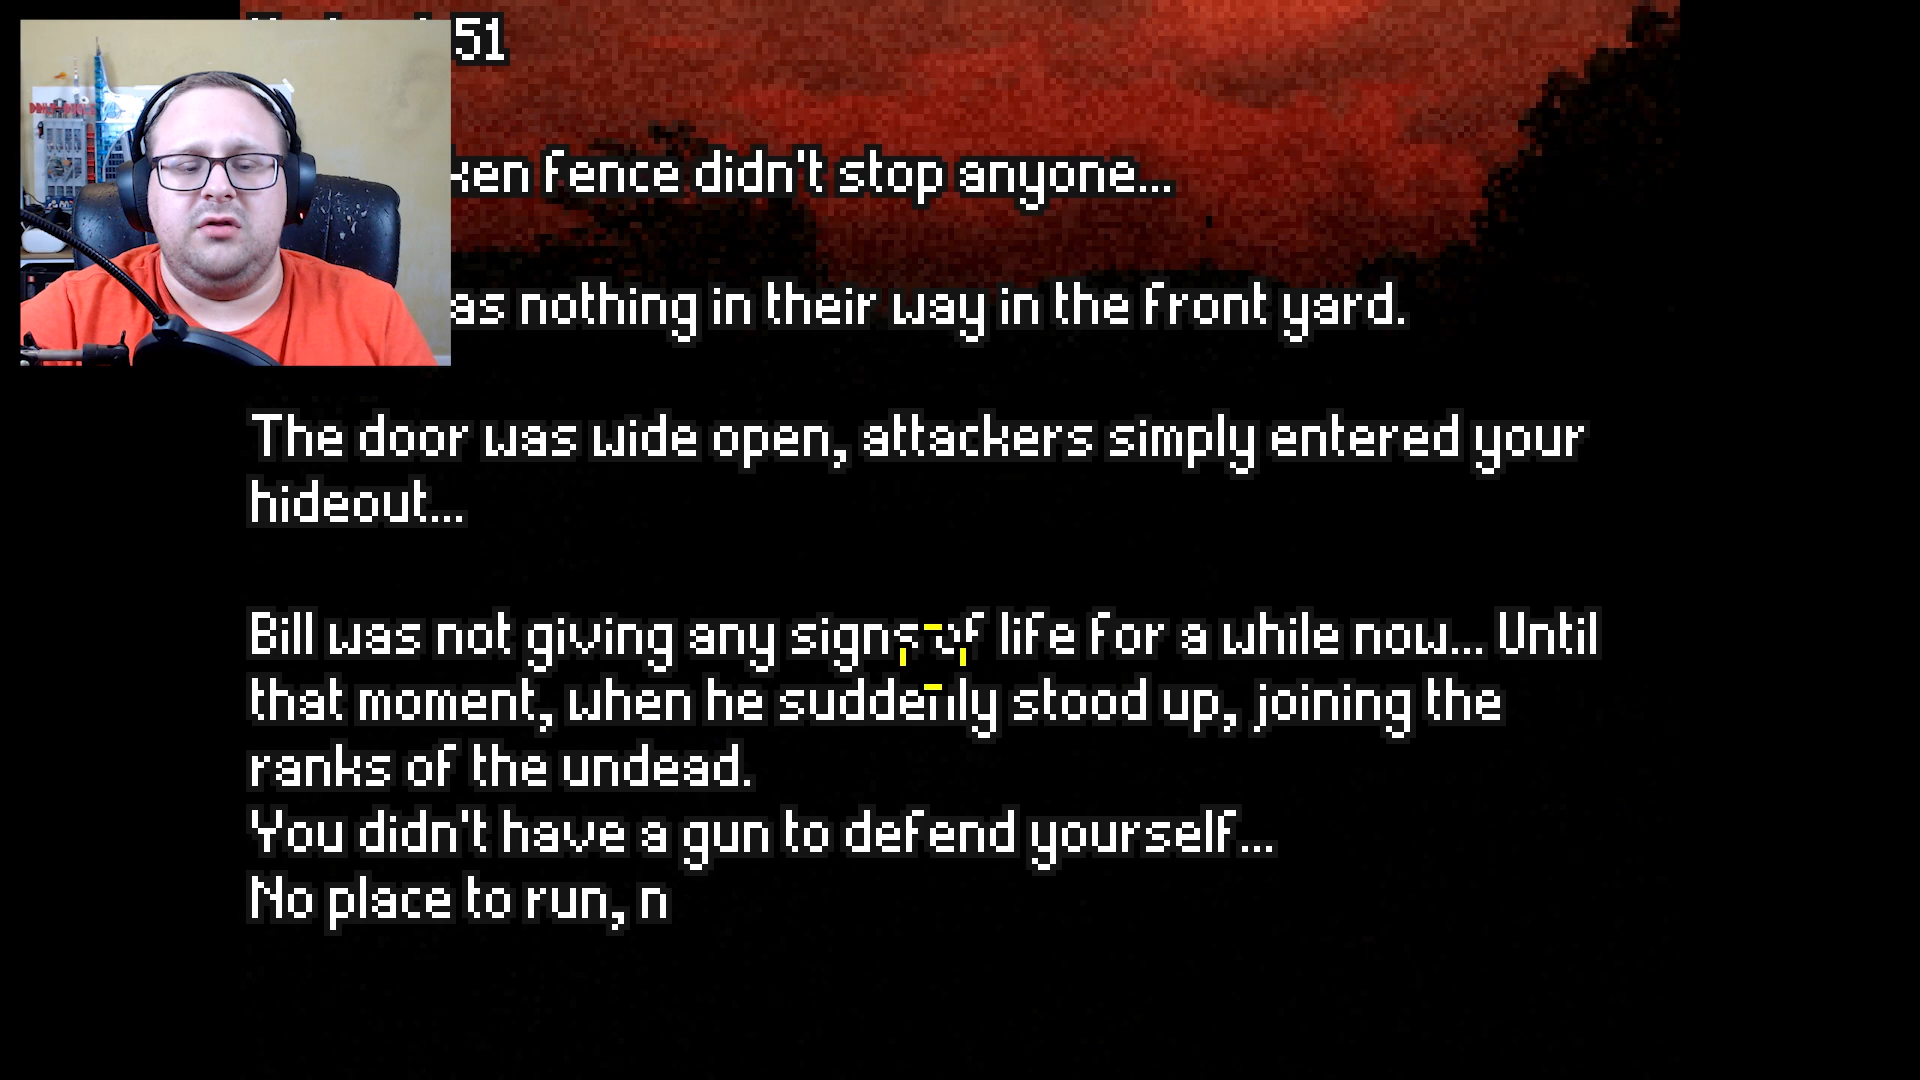 51
ken fence didn't stop anyone...
as nothing in their way in the front yard.
The door was wide open, attackers simply entered your
hideout...
Bill was not giving any signs of life for a while now... Until
that moment, when he suddenly stood up, joining the
ranks of the undead.
You didn't have a gun to defend yourself...
No place to run, n